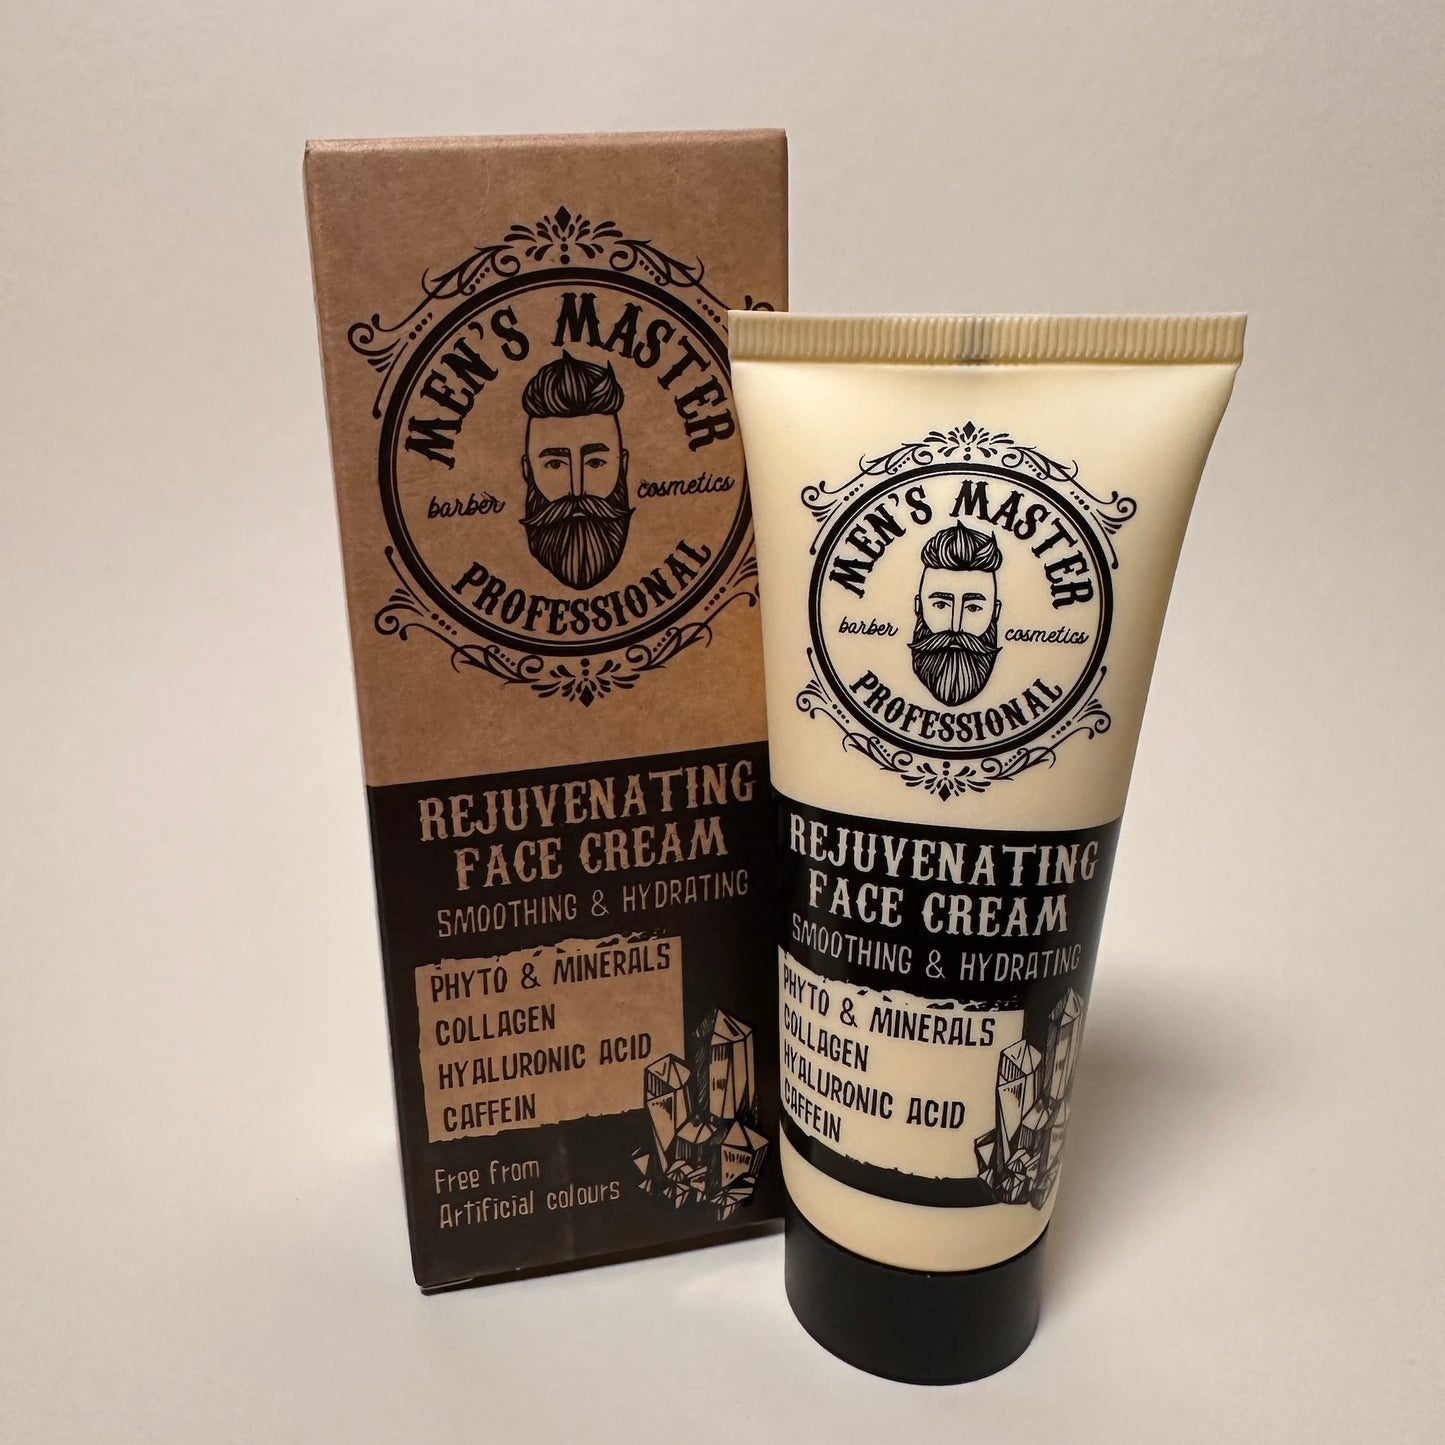 MEN'S MASTER
barber cosmetics
PROFESSIONAL
REJUVENATING
FACE CREAM
SMOOTHING & HYDRATING
PHYTO & MINERALS
COLLAGEN
HYALURONIC ACID
CAFFEIN
Free from
Artificial colours
MEN'S MASTER
barber cosmetics
PROFESSIONAL
REJUVENATING
FACE CREAM
SMOOTHING & HYDRATING
PHYTO & MINERALS
COLLAGEN
HYALURONIC ACID
CAFFEIN